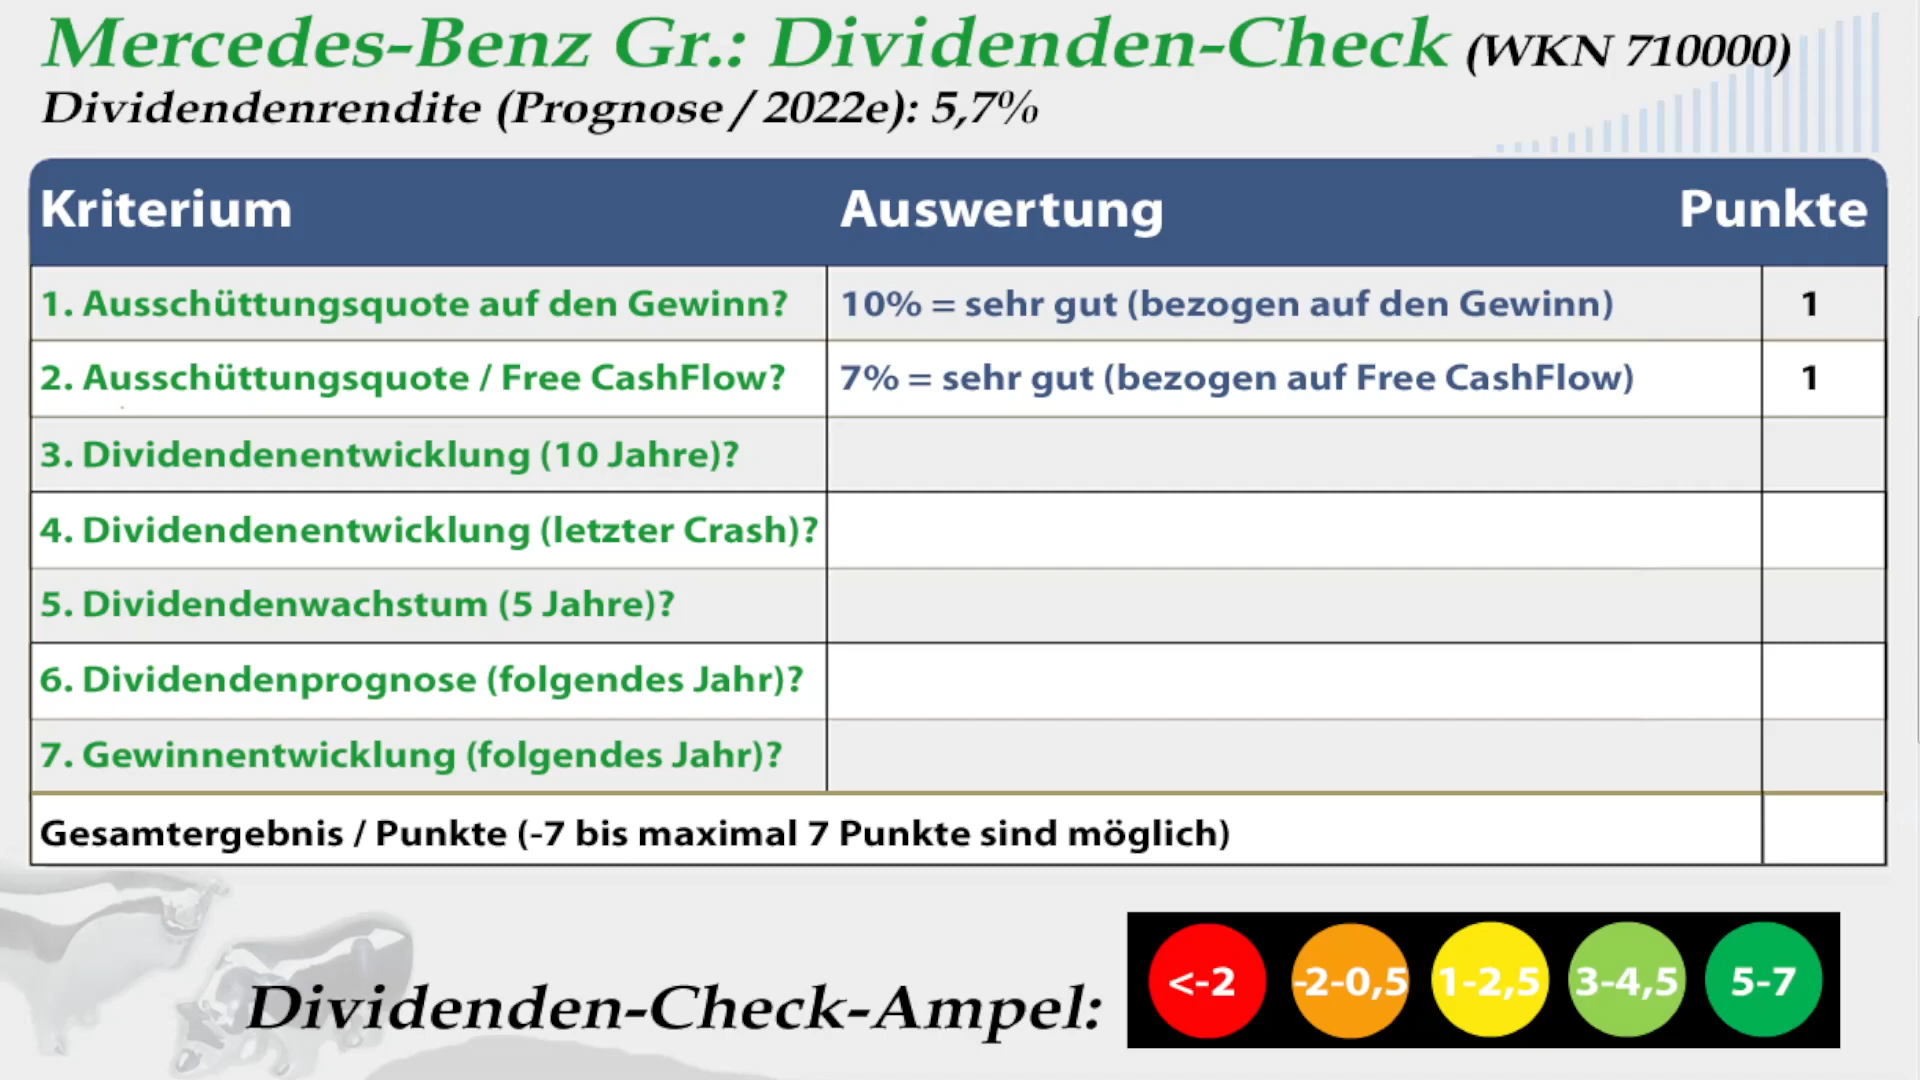 Mercedes-Benz Gr.: Dividenden-Check (WKN 710000)
Dividendenrendite (Prognose / 2022e): 5,7%
Kriterium Auswertung Punkte
1. Ausschüttungsquote auf den Gewinn? 10% = sehr gut (bezogen auf den Gewinn) 1
2. Ausschüttungsquote / Free CashFlow? 7% = sehr gut (bezogen auf Free CashFlow) 1
3. Dividendenentwicklung (10 Jahre)?
4. Dividendenentwicklung (letzter Crash)?
5. Dividendenwachstum (5 Jahre)?
6. Dividendenprognose (folgendes Jahr)?
7. Gewinnentwicklung (folgendes Jahr)?
Gesamtergebnis / Punkte (-7 bis maximal 7 Punkte sind möglich)
Dividenden-Check-Ampel: <-2 -2-0,5 1-2,5 3-4,5 5-7